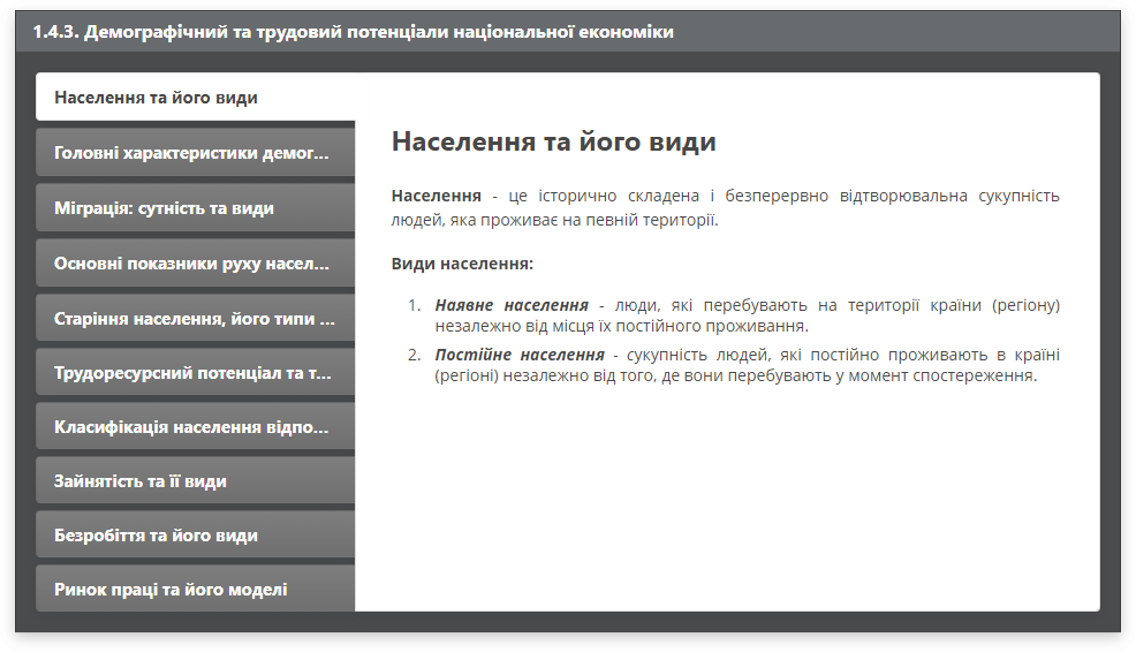 1.4.3. Демографічний та трудовий потенціали національної економіки
Населення та його види
Головні характеристики демог...
Міграція: сутність та види
Основні показники руху насел...
Старіння населення, його типи ...
Трудоресурсний потенціал та т...
Класифікація населення відпо...
Зайнятість та її види
Безробіття та його види
Ринок праці та його моделі
Населення та його види
Населення - це історично складена і безперервно відтворювальна сукупність
людей, яка проживає на певній території.
Види населення:
1. Наявне населення - люди, які перебувають на території країни (регіону)
незалежно від місця їх постійного проживання.
2. Постійне населення - сукупність людей, які постійно проживають в країні
(регіоні) незалежно від того, де вони перебувають у момент спостереження.